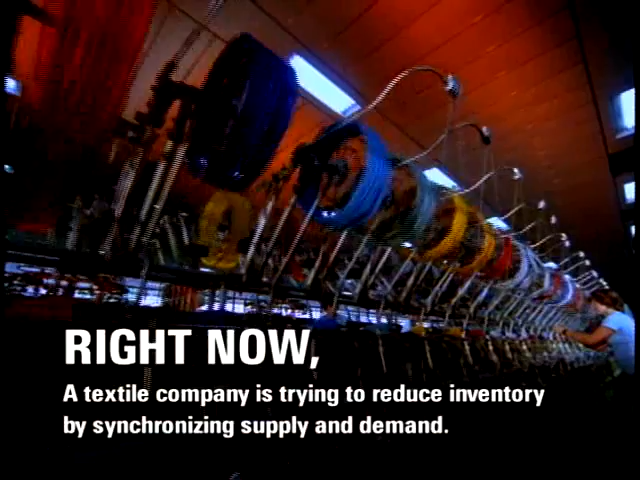 RIGHT NOW,
A textile company is trying to reduce inventory
by synchronizing supply and demand.